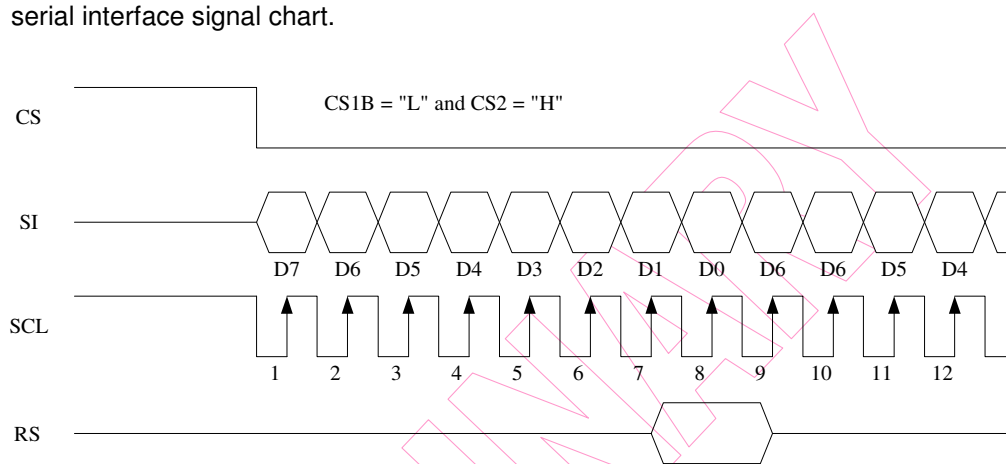 serial interface signal chart.
CS
CS1B = "L" and CS2 = "H"
SI
D7 D6 D5 D4 D3 D2 D1 D0 D6 D6 D5 D4
SCL
1 2 3 4 5 6 7 8 9 10 11 12
RS